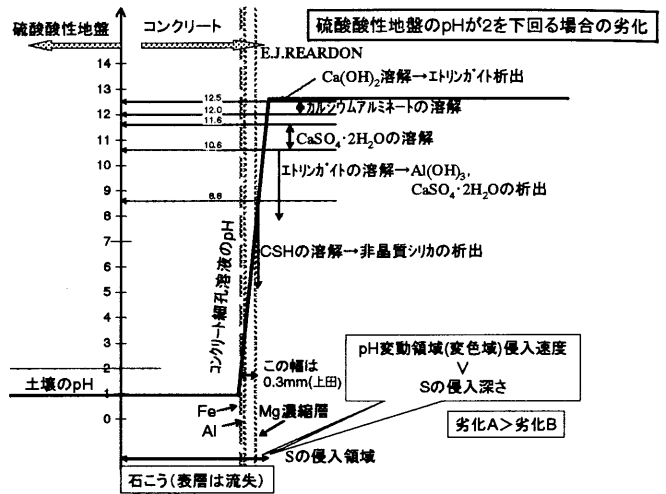 硫酸酸性地盤のpHが2を下回る場合の劣化
硫酸酸性地盤
コンクリート
E.J.REARDON
14
13
12
11
10
9
8
7
6
5
4
3
2
1
0
12.5
12.0
11.6
10.6
8.6
Ca(OH)2溶解→エトリンガイト析出
カルシウムアルミネートの溶解
CaSO4・2H2Oの溶解
エトリンガイトの溶解→Al(OH)3,
CaSO4・2H2Oの析出
CSHの溶解→非晶質シリカの析出
コンクリート細孔溶液のpH
土壌のpH
この幅は
0.3mm(上田)
Fe
Al
Mg濃縮層
pH変動領域(変色域)侵入速度
∨
Sの侵入深さ
劣化A>劣化B
Sの侵入領域
石こう(表層は流失)